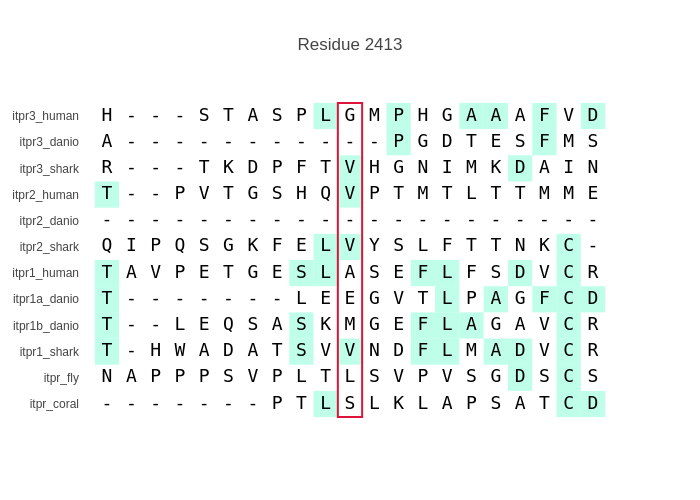 Residue 2413
itpr3_human H - - - S T A S P L G M P H G A A A F V D
itpr3_danio A - - - - - - - - - - - P G D T E S F M S
itpr3_shark R - - - T K D P F T V H G N I M K D A I N
itpr2_human T - - P V T G S H Q V P T M T L T T M M E
itpr2_danio - - - - - - - - - - - - - - - - - - - - -
itpr2_shark Q I P Q S G K F E L V Y S L F T T N K C -
itpr1_human T A V P E T G E S L A S E F L F S D V C R
itpr1a_danio T - - - - - - - L E E G V T L P A G F C D
itpr1b_danio T - - L E Q S A S K M G E F L A G A V C R
itpr1_shark T - H W A D A T S V V N D F L M A D V C R
itpr_fly N A P P P S V P L T L S V P V S G D S C S
itpr_coral - - - - - - - P T L S L K L A P S A T C D